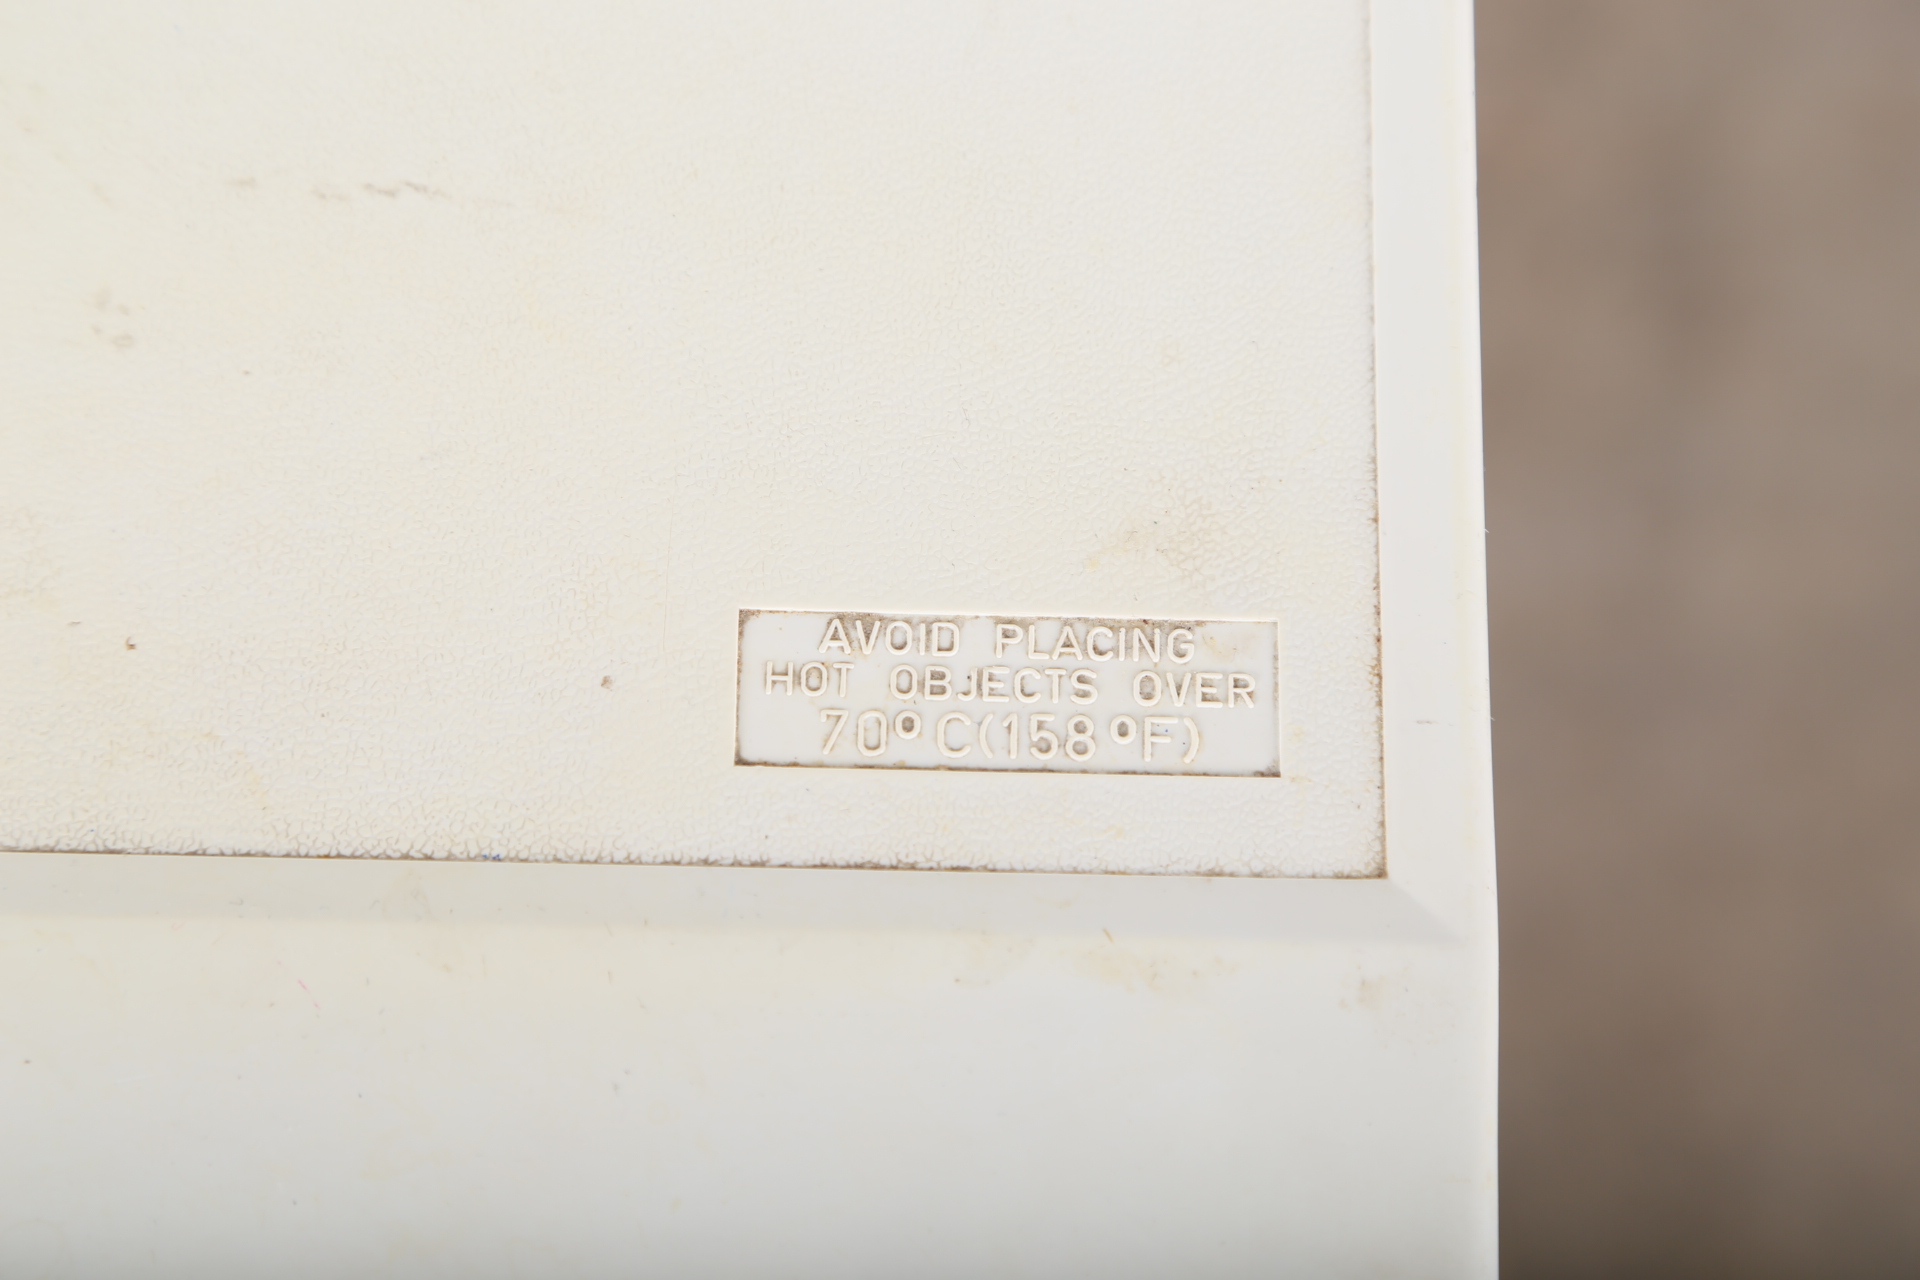 AVOID PLACING
HOT OBJECTS OVER
70°C(158°F)